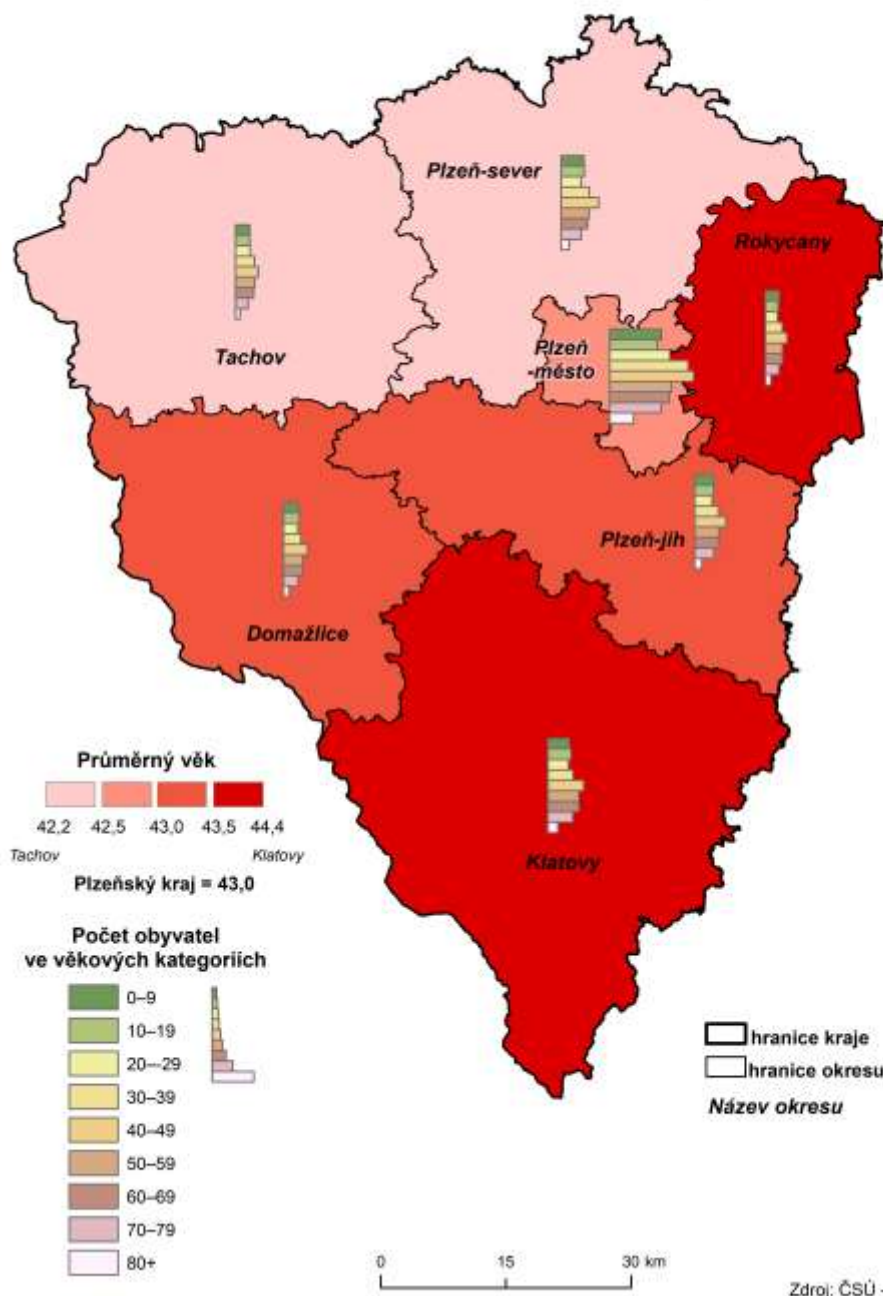 Plzeň-sever
Rokycany
Tachov
Plzeň
-město
Plzeň-jih
Domažlice
Klatovy
Průměrný věk
42,2 42,5 43,0 43,5 44,4
Tachov Klatovy
Plzeňský kraj = 43,0
Počet obyvatel
ve věkových kategoriích
0–9
10–19
20–29
30–39
40–49
50–59
60–69
70–79
80+
hranice kraje
hranice okresu
Název okresu
0 15 30 km
Zdroj: ČSÚ -